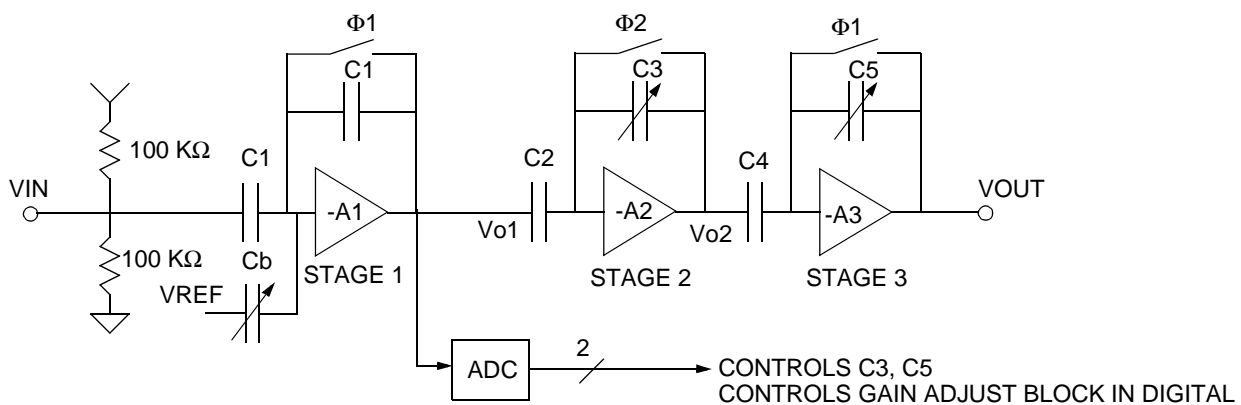 Φ1
Φ2
Φ1
C1
C3
C5
100 KΩ
C1
C2
C4
VIN
-A1
-A2
-A3
VOUT
Vo1
Vo2
100 KΩ
Cb
STAGE 1
STAGE 2
STAGE 3
VREF
2
ADC
CONTROLS C3, C5
CONTROLS GAIN ADJUST BLOCK IN DIGITAL